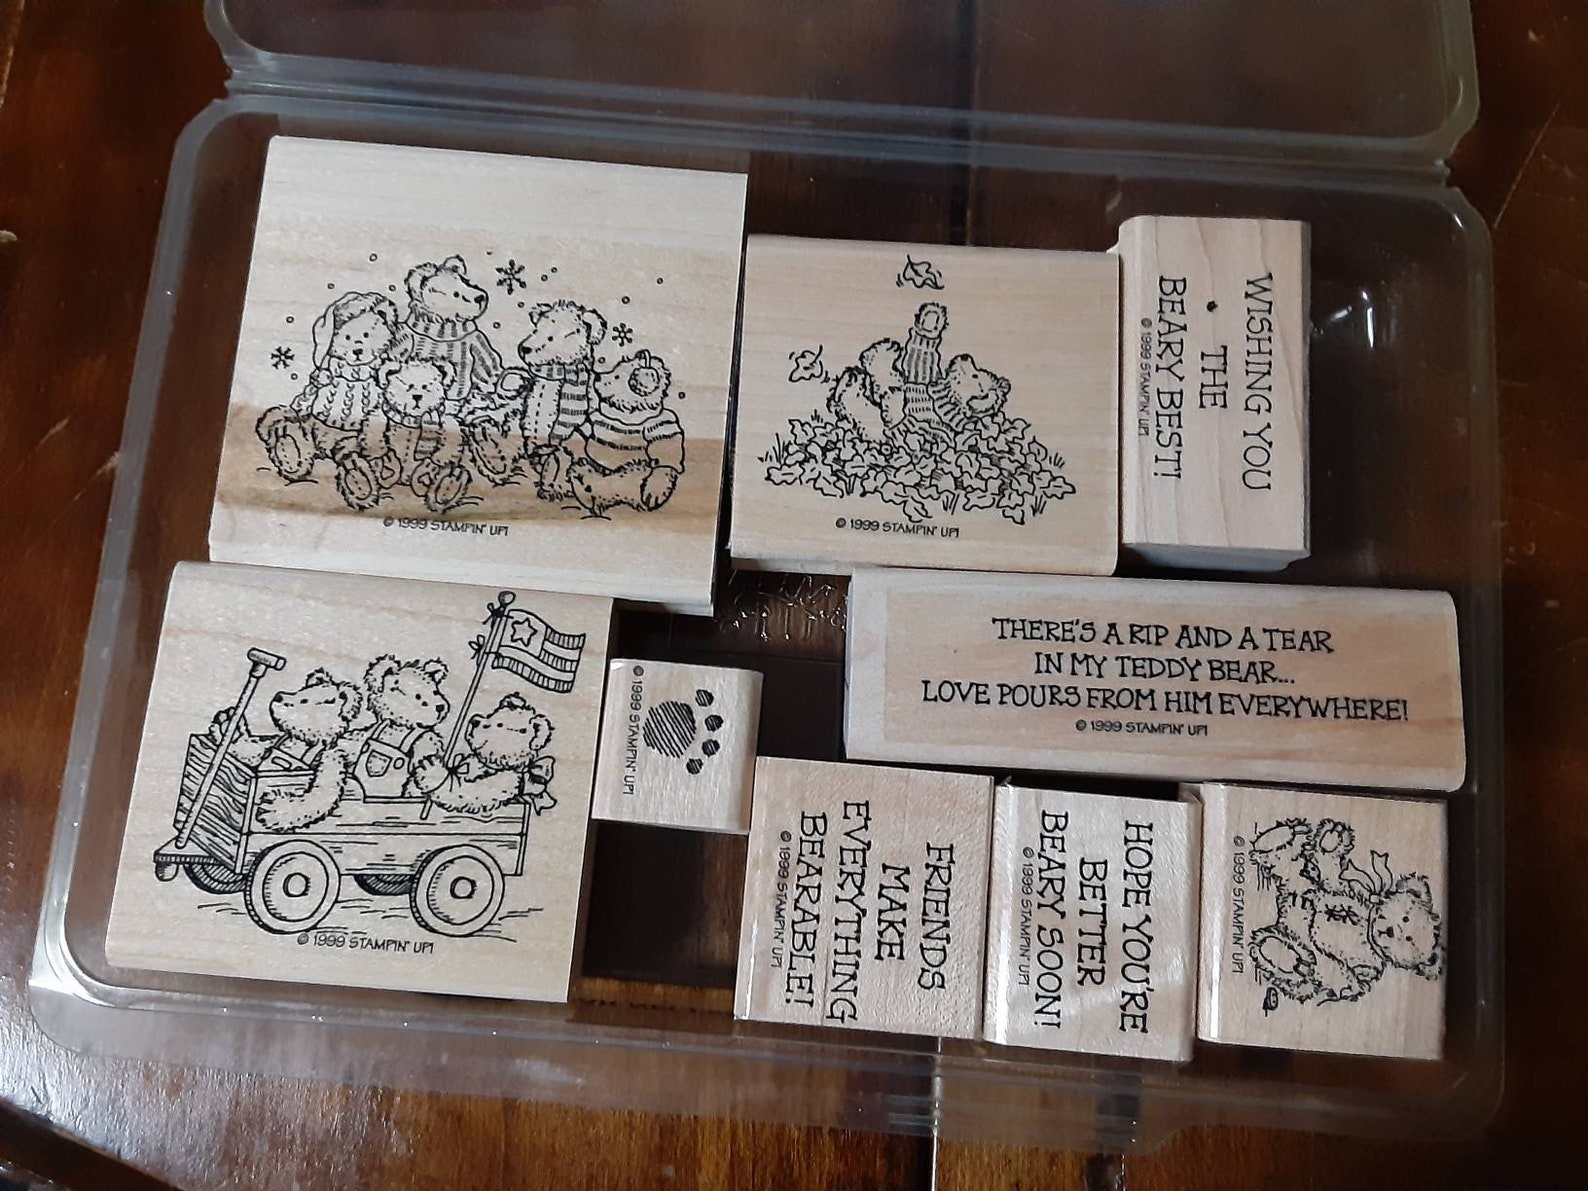 © 1999 STAMPIN' UP!
© 1999 STAMPIN' UP!
WISHING YOU
THE
BEARY BEST!
© 1999 STAMPIN' UP!
© 1999 STAMPIN' UP!
© 1999 STAMPIN' UP!
THERE'S A RIP AND A TEAR
IN MY TEDDY BEAR...
LOVE POURS FROM HIM EVERYWHERE!
© 1999 STAMPIN' UP!
FRIENDS
MAKE
EVERYTHING
BEARABLE!
© 1999 STAMPIN' UP!
HOPE YOU'RE
BETTER
BEARY SOON!
© 1999 STAMPIN' UP!
© 1999 STAMPIN' UP!